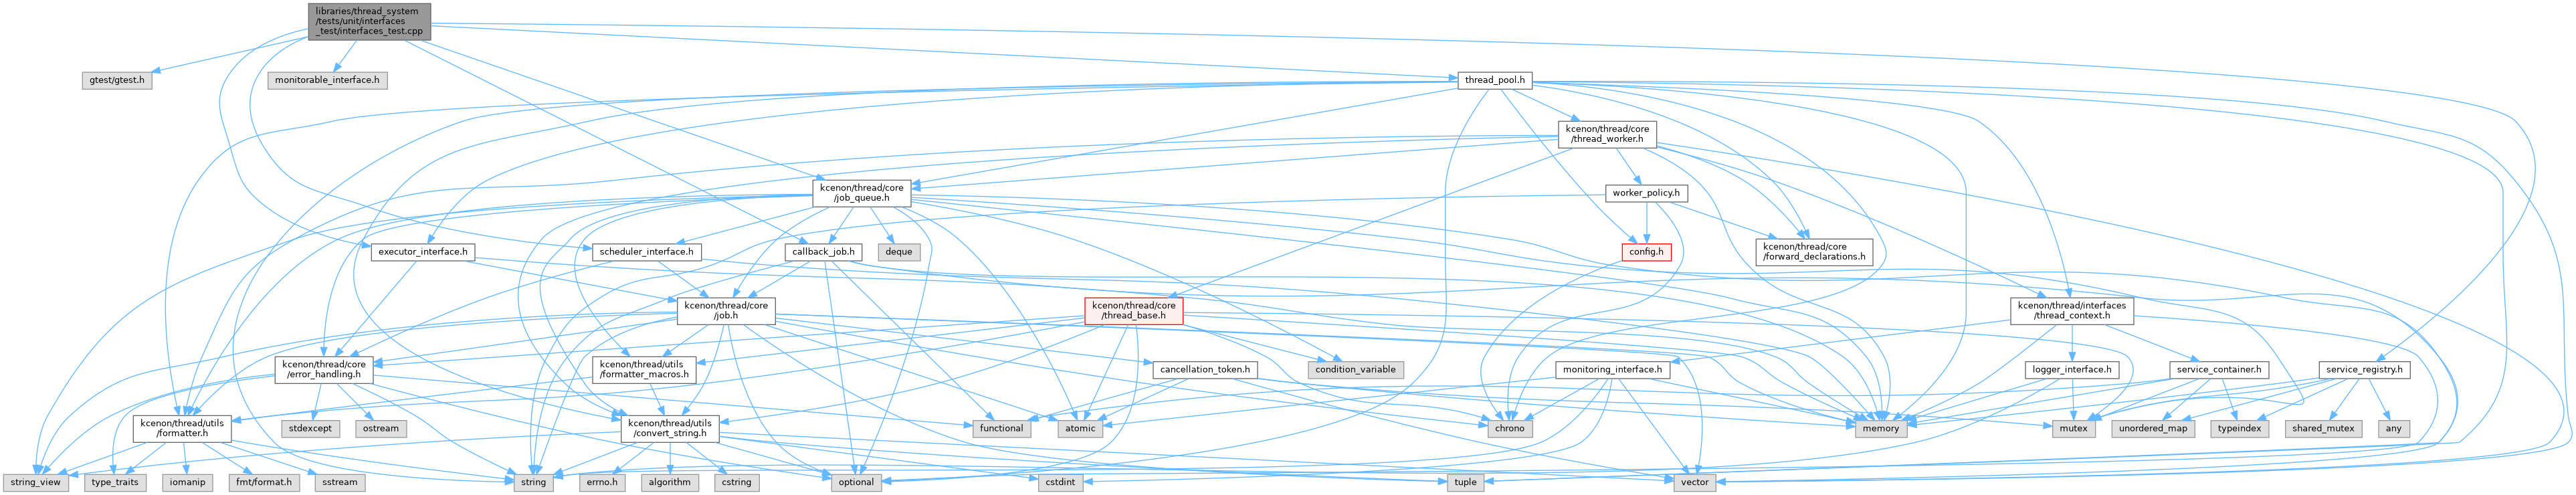 libraries/thread_system
/tests/unit/interfaces
_test/interfaces_test.cpp
gtest/gtest.h
monitorable_interface.h
thread_pool.h
kcenon/thread/core
/thread_worker.h
kcenon/thread/core
/job_queue.h
worker_policy.h
executor_interface.h
scheduler_interface.h
callback_job.h
deque
config.h
kcenon/thread/core
/forward_declarations.h
kcenon/thread/core
/job.h
kcenon/thread/core
/thread_base.h
kcenon/thread/interfaces
/thread_context.h
kcenon/thread/core
/error_handling.h
kcenon/thread/utils
/formatter_macros.h
cancellation_token.h
condition_variable
monitoring_interface.h
logger_interface.h
service_container.h
service_registry.h
kcenon/thread/utils
/formatter.h
stdexcept
ostream
kcenon/thread/utils
/convert_string.h
functional
atomic
chrono
memory
mutex
unordered_map
typeindex
shared_mutex
any
string_view
type_traits
iomanip
fmt/format.h
sstream
string
errno.h
algorithm
cstring
optional
cstdint
tuple
vector